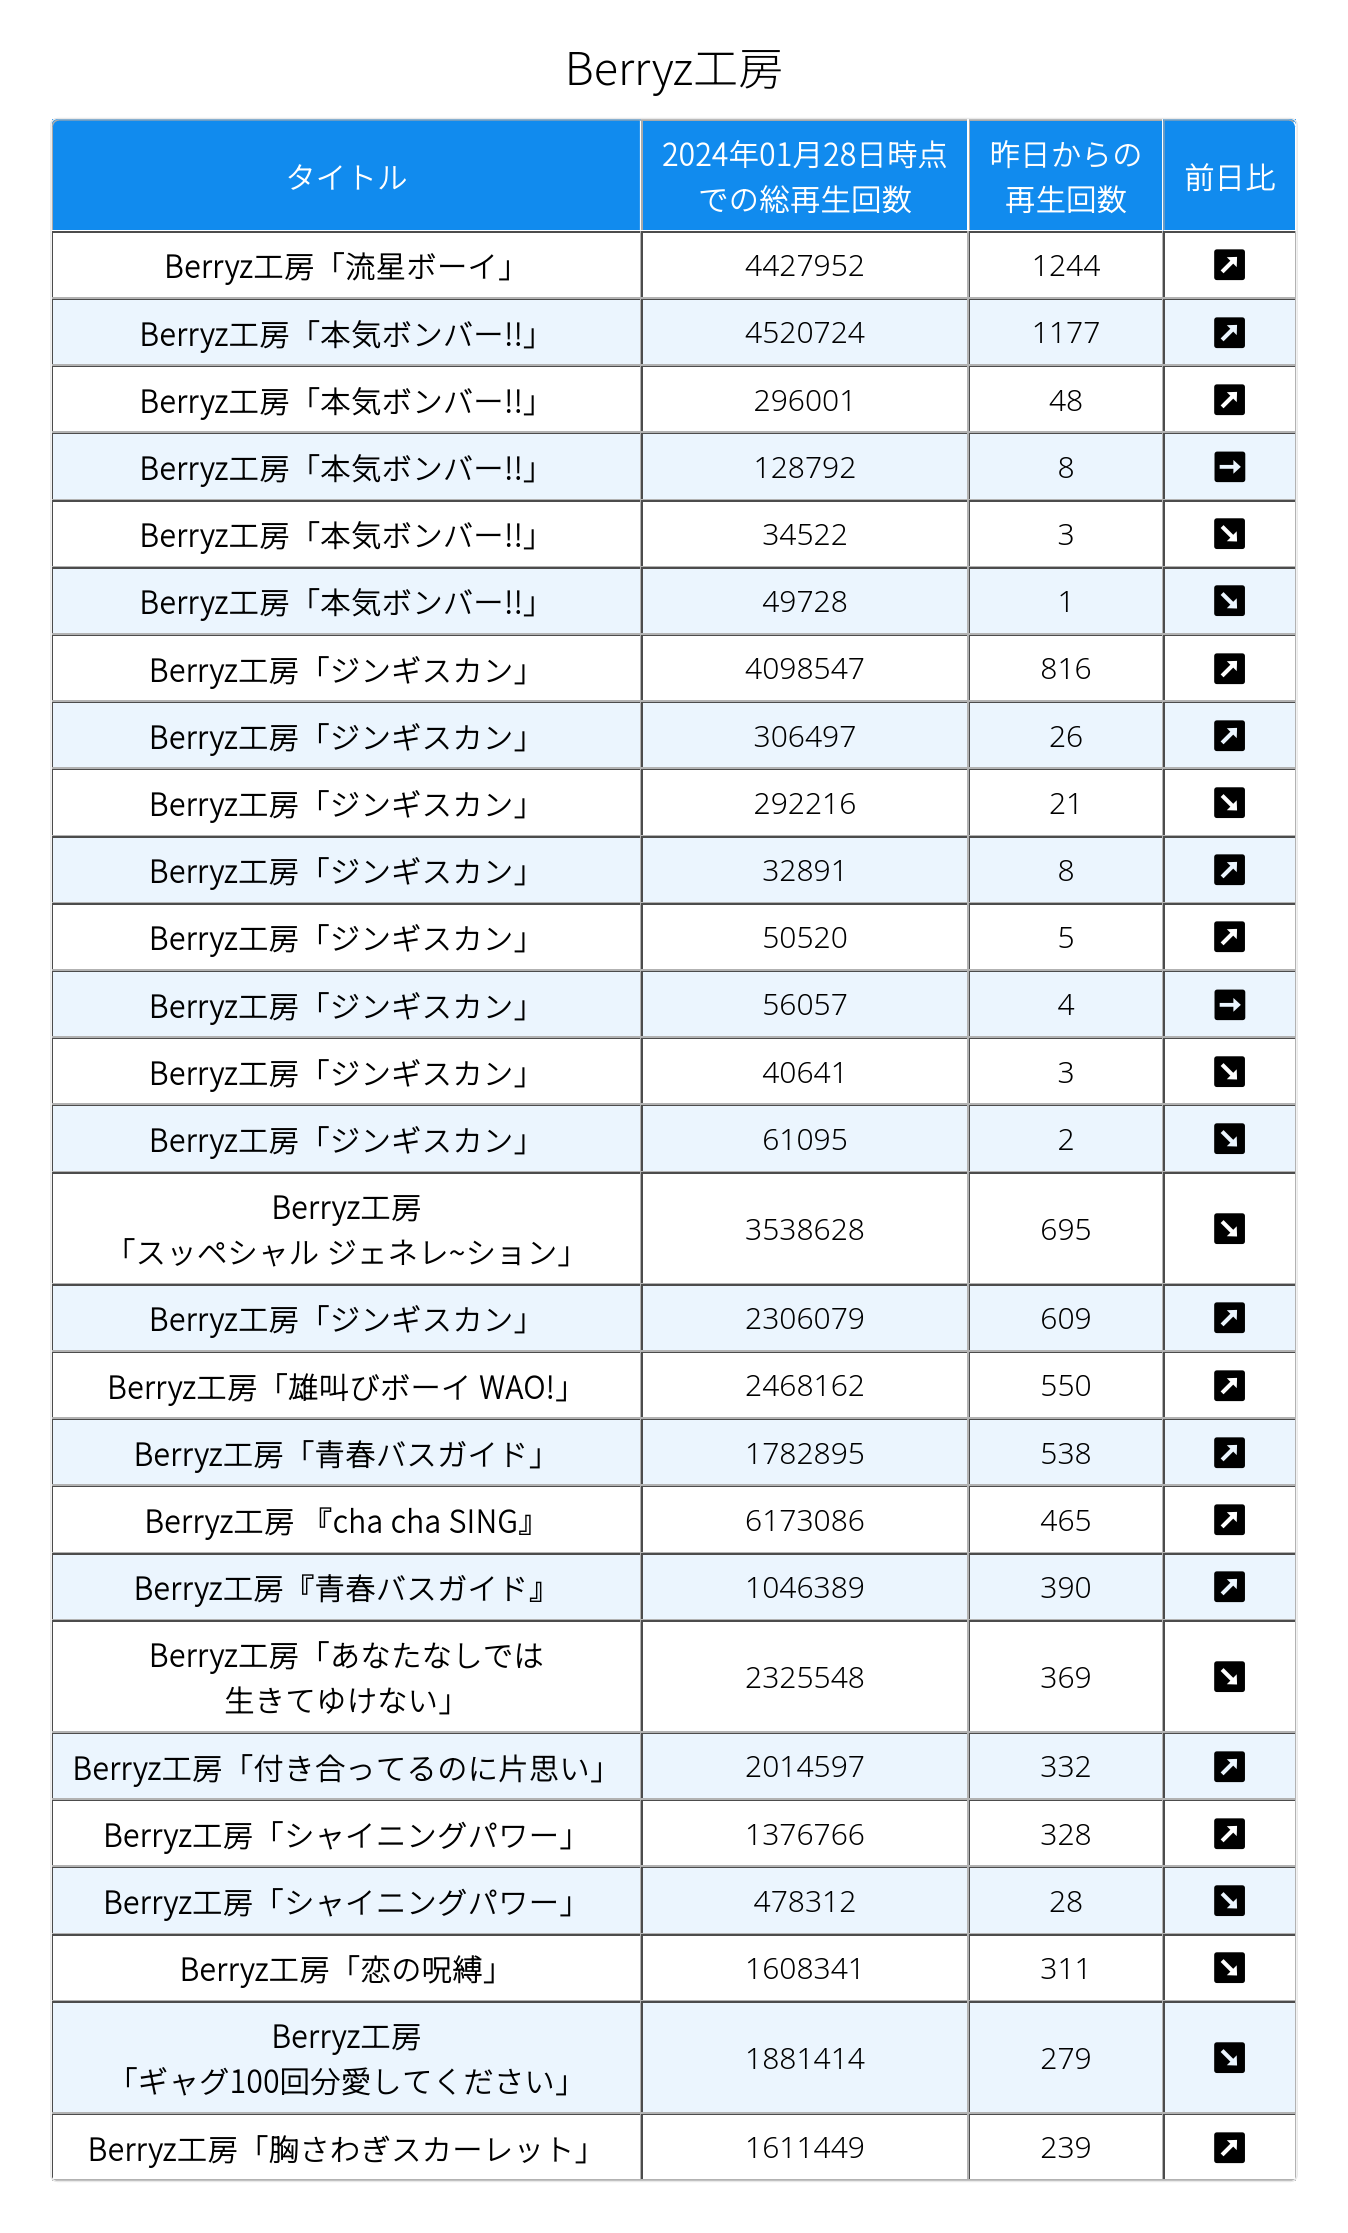 Berryz工房
タイトル
2024年01月28日時点
での総再生回数
昨日からの
再生回数
前日比
Berryz工房「流星ボーイ」 4427952 1244 ↗
Berryz工房「本気ボンバー!!」 4520724 1177 ↗
Berryz工房「本気ボンバー!!」 296001 48 ↗
Berryz工房「本気ボンバー!!」 128792 8 →
Berryz工房「本気ボンバー!!」 34522 3 ↘
Berryz工房「本気ボンバー!!」 49728 1 ↘
Berryz工房「ジンギスカン」 4098547 816 ↗
Berryz工房「ジンギスカン」 306497 26 ↗
Berryz工房「ジンギスカン」 292216 21 ↘
Berryz工房「ジンギスカン」 32891 8 ↗
Berryz工房「ジンギスカン」 50520 5 ↗
Berryz工房「ジンギスカン」 56057 4 →
Berryz工房「ジンギスカン」 40641 3 ↘
Berryz工房「ジンギスカン」 61095 2 ↘
Berryz工房
「スッペシャル ジェネレ~ション」 3538628 695 ↘
Berryz工房「ジンギスカン」 2306079 609 ↗
Berryz工房「雄叫びボーイ WAO!」 2468162 550 ↗
Berryz工房「青春バスガイド」 1782895 538 ↗
Berryz工房 『cha cha SING』 6173086 465 ↗
Berryz工房『青春バスガイド』 1046389 390 ↗
Berryz工房「あなたなしでは
生きてゆけない」 2325548 369 ↘
Berryz工房「付き合ってるのに片思い」 2014597 332 ↗
Berryz工房「シャイニングパワー」 1376766 328 ↗
Berryz工房「シャイニングパワー」 478312 28 ↘
Berryz工房「恋の呪縛」 1608341 311 ↘
Berryz工房
「ギャグ100回分愛してください」 1881414 279 ↘
Berryz工房「胸さわぎスカーレット」 1611449 239 ↗